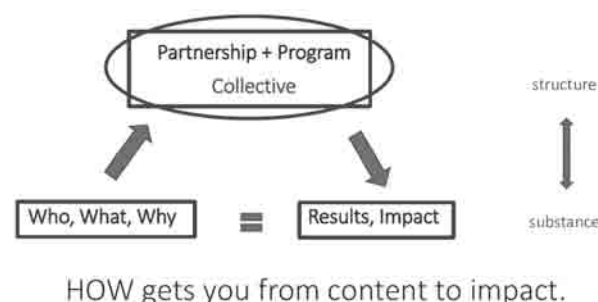 Partnership + Program
Collective
structure
Who, What, Why
=
Results, Impact
substance
HOW gets you from content to impact.